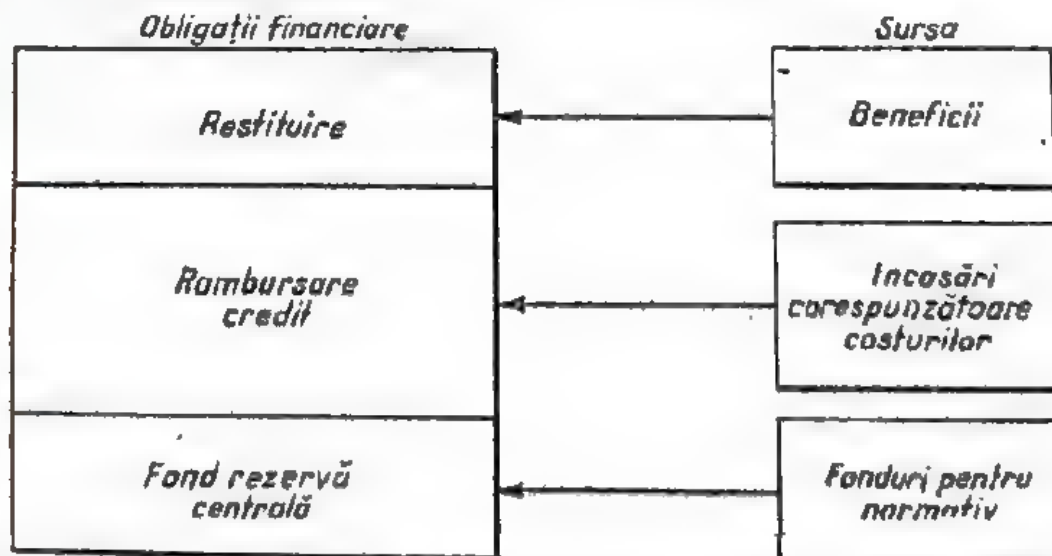 Obligații financiare
Sursa
Restituire
Beneficii
Rambursare
credit
Incasări
corespunzătoare
costurilor
Fond rezervă
centrală
Fonduri pentru
normativ